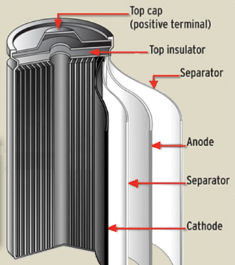 Top cap
(positive terminal)
Top insulator
Separator
Anode
Separator
Cathode